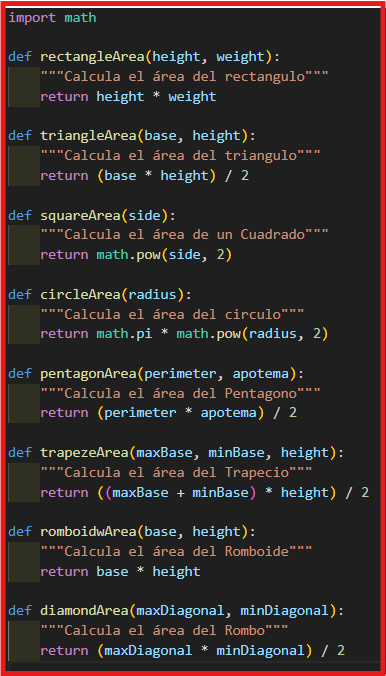 import math
def rectangleArea(height, weight):
"""Calcula el área del rectangulo"""
return height * weight
def triangleArea(base, height):
"""Calcula el área del triangulo"""
return (base * height) / 2
def squareArea(side):
"""Calcula el área de un Cuadrado"""
return math.pow(side, 2)
def circleArea(radius):
"""Calcula el área del circulo"""
return math.pi * math.pow(radius, 2)
def pentagonArea(perimeter, apotema):
"""Calcula el área del Pentagono"""
return (perimeter * apotema) / 2
def trapezeArea(maxBase, minBase, height):
"""Calcula el área del Trapecio"""
return ((maxBase + minBase) * height) / 2
def romboidwArea(base, height):
"""Calcula el área del Romboide"""
return base * height
def diamondArea(maxDiagonal, minDiagonal):
"""Calcula el área del Rombo"""
return (maxDiagonal * minDiagonal) / 2